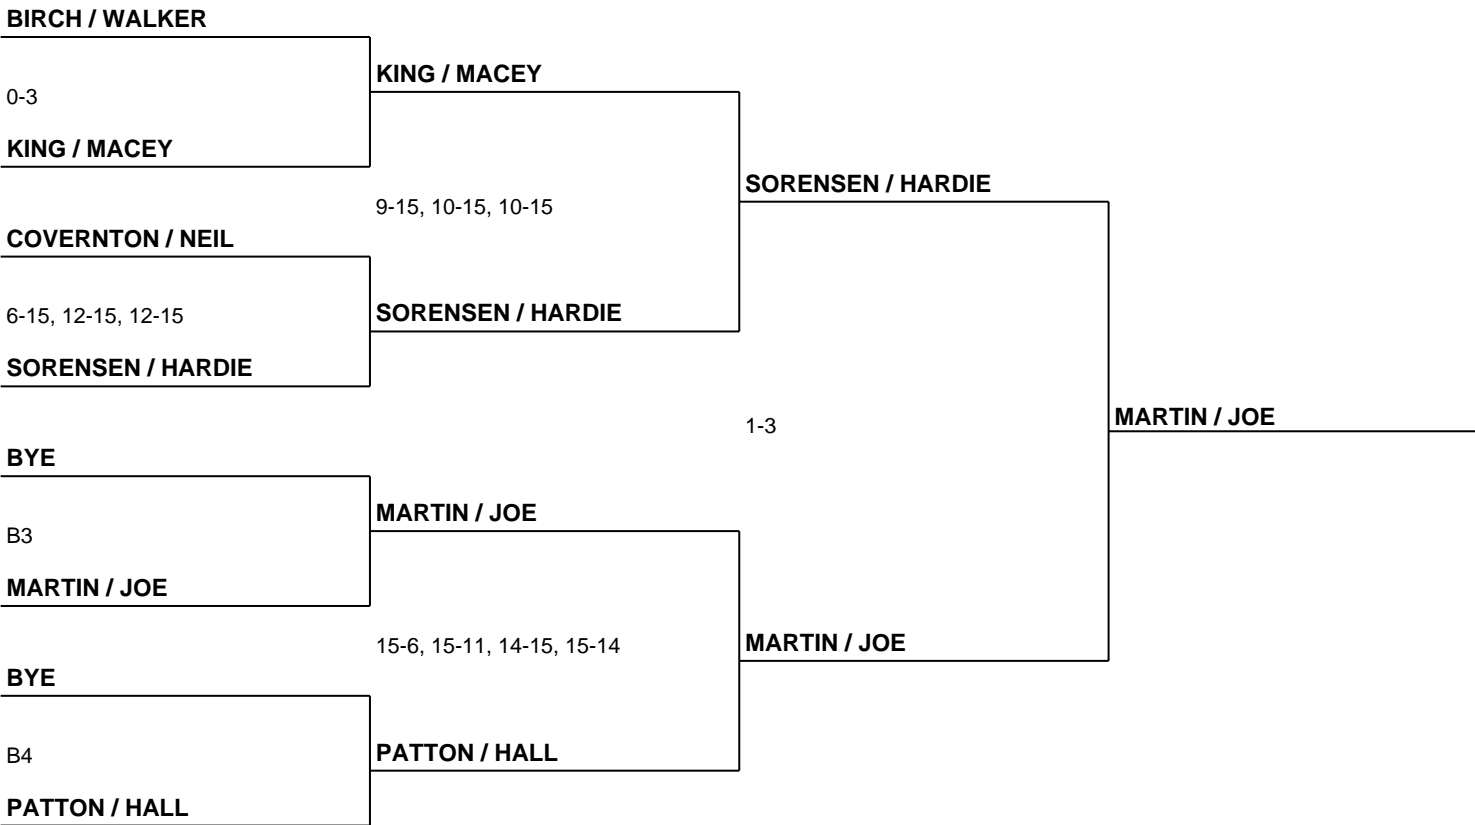 BIRCH / WALKER
0-3
KING / MACEY
COVERNTON / NEIL
6-15, 12-15, 12-15
SORENSEN / HARDIE
BYE
B3
MARTIN / JOE
BYE
B4
PATTON / HALL
KING / MACEY
9-15, 10-15, 10-15
SORENSEN / HARDIE
MARTIN / JOE
15-6, 15-11, 14-15, 15-14
PATTON / HALL
SORENSEN / HARDIE
1-3
MARTIN / JOE
MARTIN / JOE